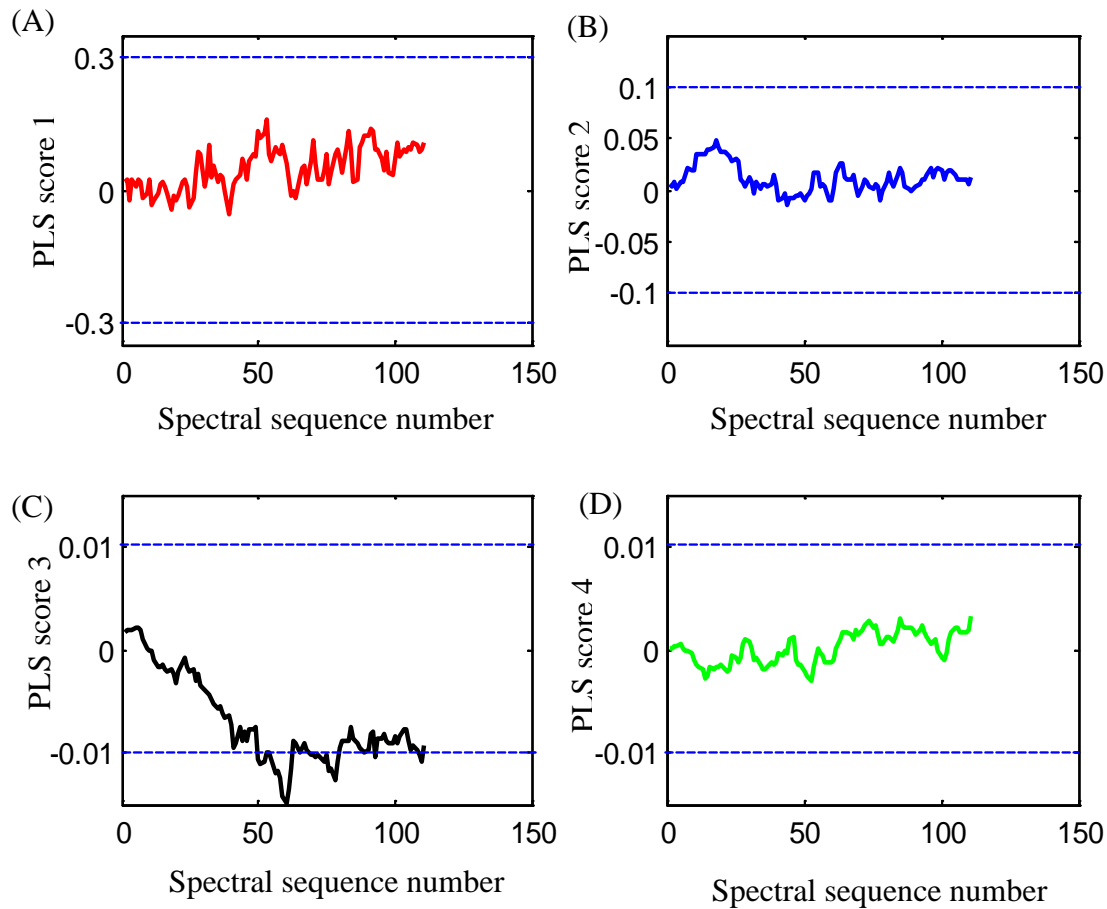 (A)
PLS score 1
0.3
0
-0.3
0
50
100
150
Spectral sequence number
(B)
PLS score 2
0.1
0.05
0
-0.05
-0.1
0
50
100
150
Spectral sequence number
(C)
PLS score 3
0.01
0
-0.01
0
50
100
150
Spectral sequence number
(D)
PLS score 4
0.01
0
-0.01
0
50
100
150
Spectral sequence number